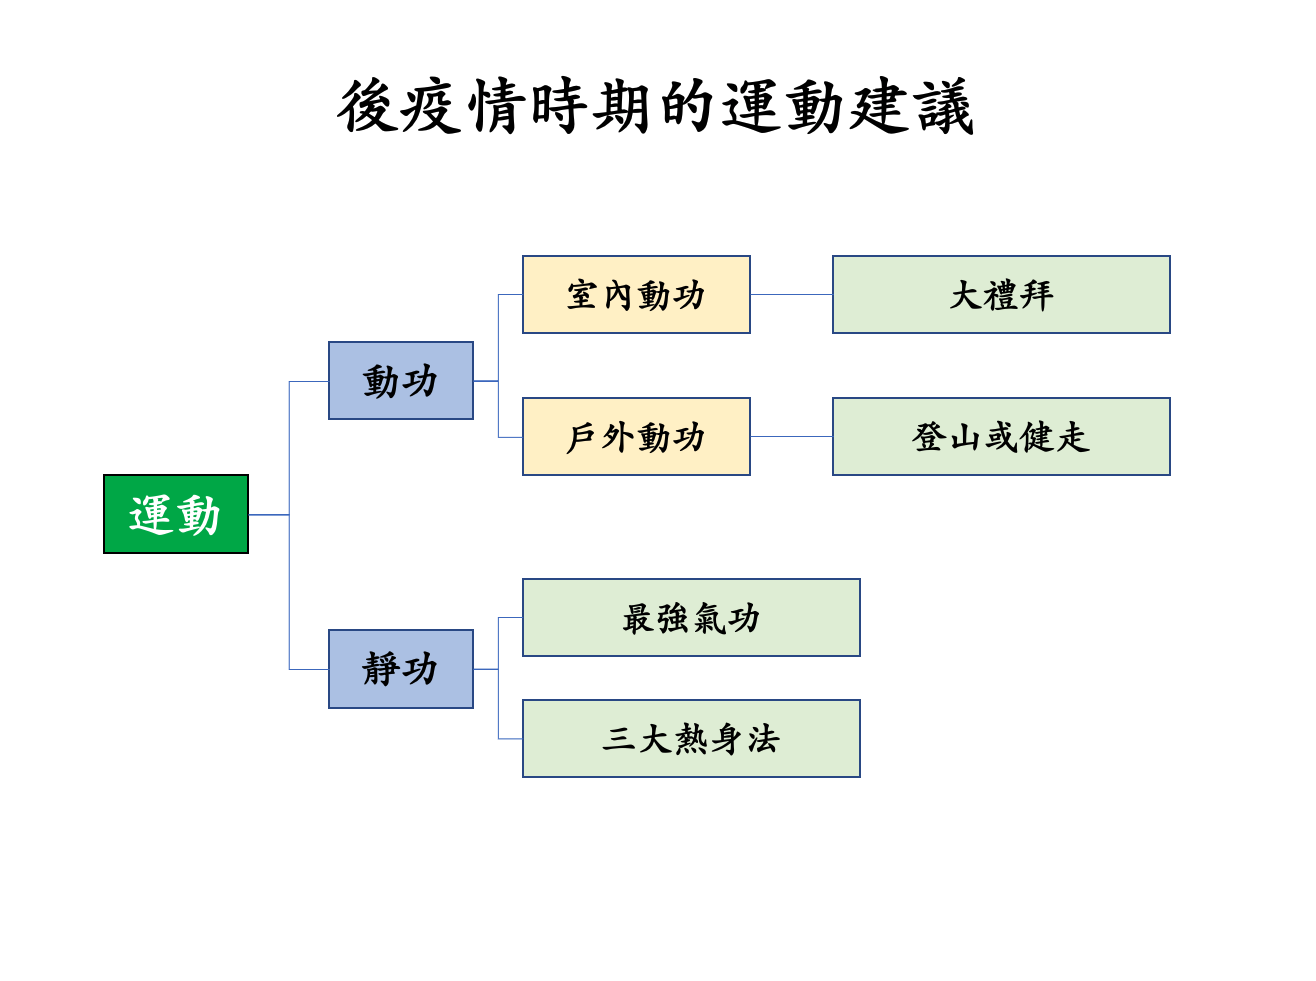 後疫情時期的運動建議
運動
動功
室內動功
大禮拜
戶外動功
登山或健走
靜功
最強氣功
三大熱身法